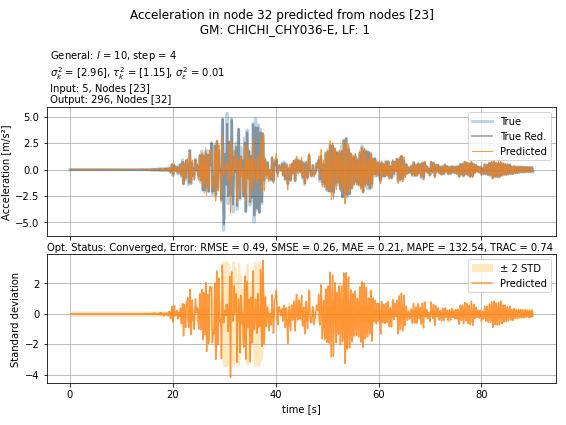 Acceleration in node 32 predicted from nodes [23]
GM: CHICHI_CHY036-E, LF: 1
General: l = 10, step = 4
σ²ₖ = [2.96], τ²ₖ = [1.15], σ²ε = 0.01
Input: 5, Nodes [23]
Output: 296, Nodes [32]
Acceleration [m/s²]
5.0
2.5
0.0
−2.5
−5.0
True
True Red.
Predicted
Opt. Status: Converged, Error: RMSE = 0.49, SMSE = 0.26, MAE = 0.21, MAPE = 132.54, TRAC = 0.74
Standard deviation
2
0
−2
−4
± 2 STD
Predicted
0
20
40
60
80
time [s]